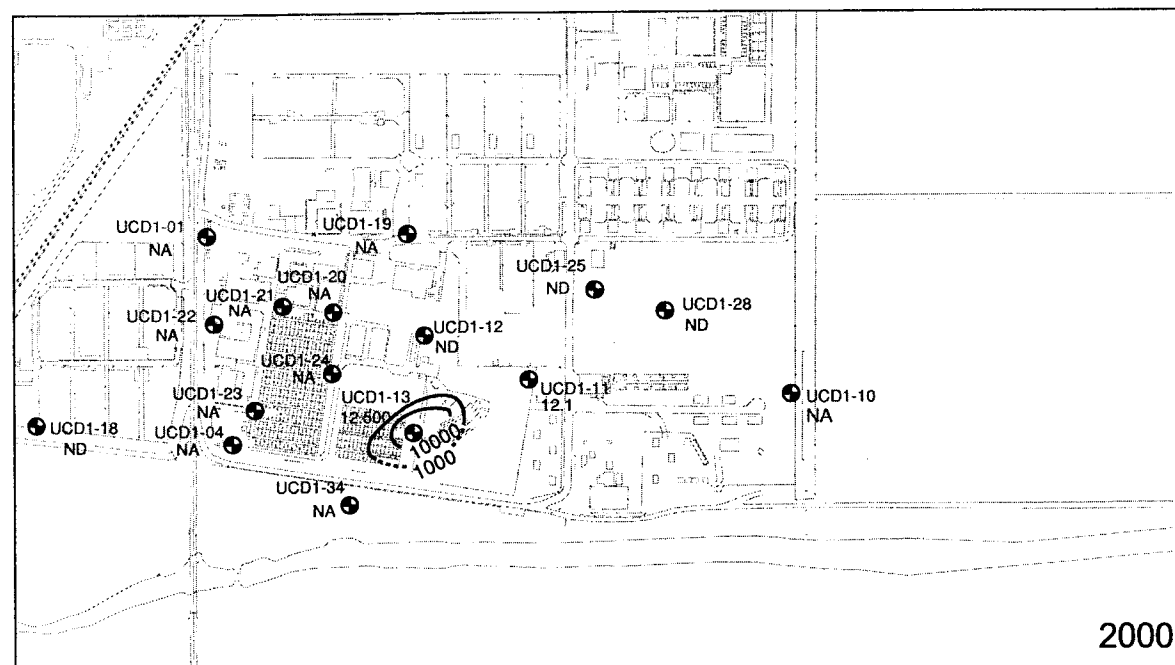 UCD1-01
NA
UCD1-19
NA
UCD1-25
ND
UCD1-20
NA
UCD1-21
NA
UCD1-28
ND
UCD1-22
NA
UCD1-12
ND
UCD1-24
NA
UCD1-11
12.1
UCD1-13
12,500
UCD1-10
NA
UCD1-23
NA
UCD1-18
ND
UCD1-04
NA
10000
1000
UCD1-34
NA
2000